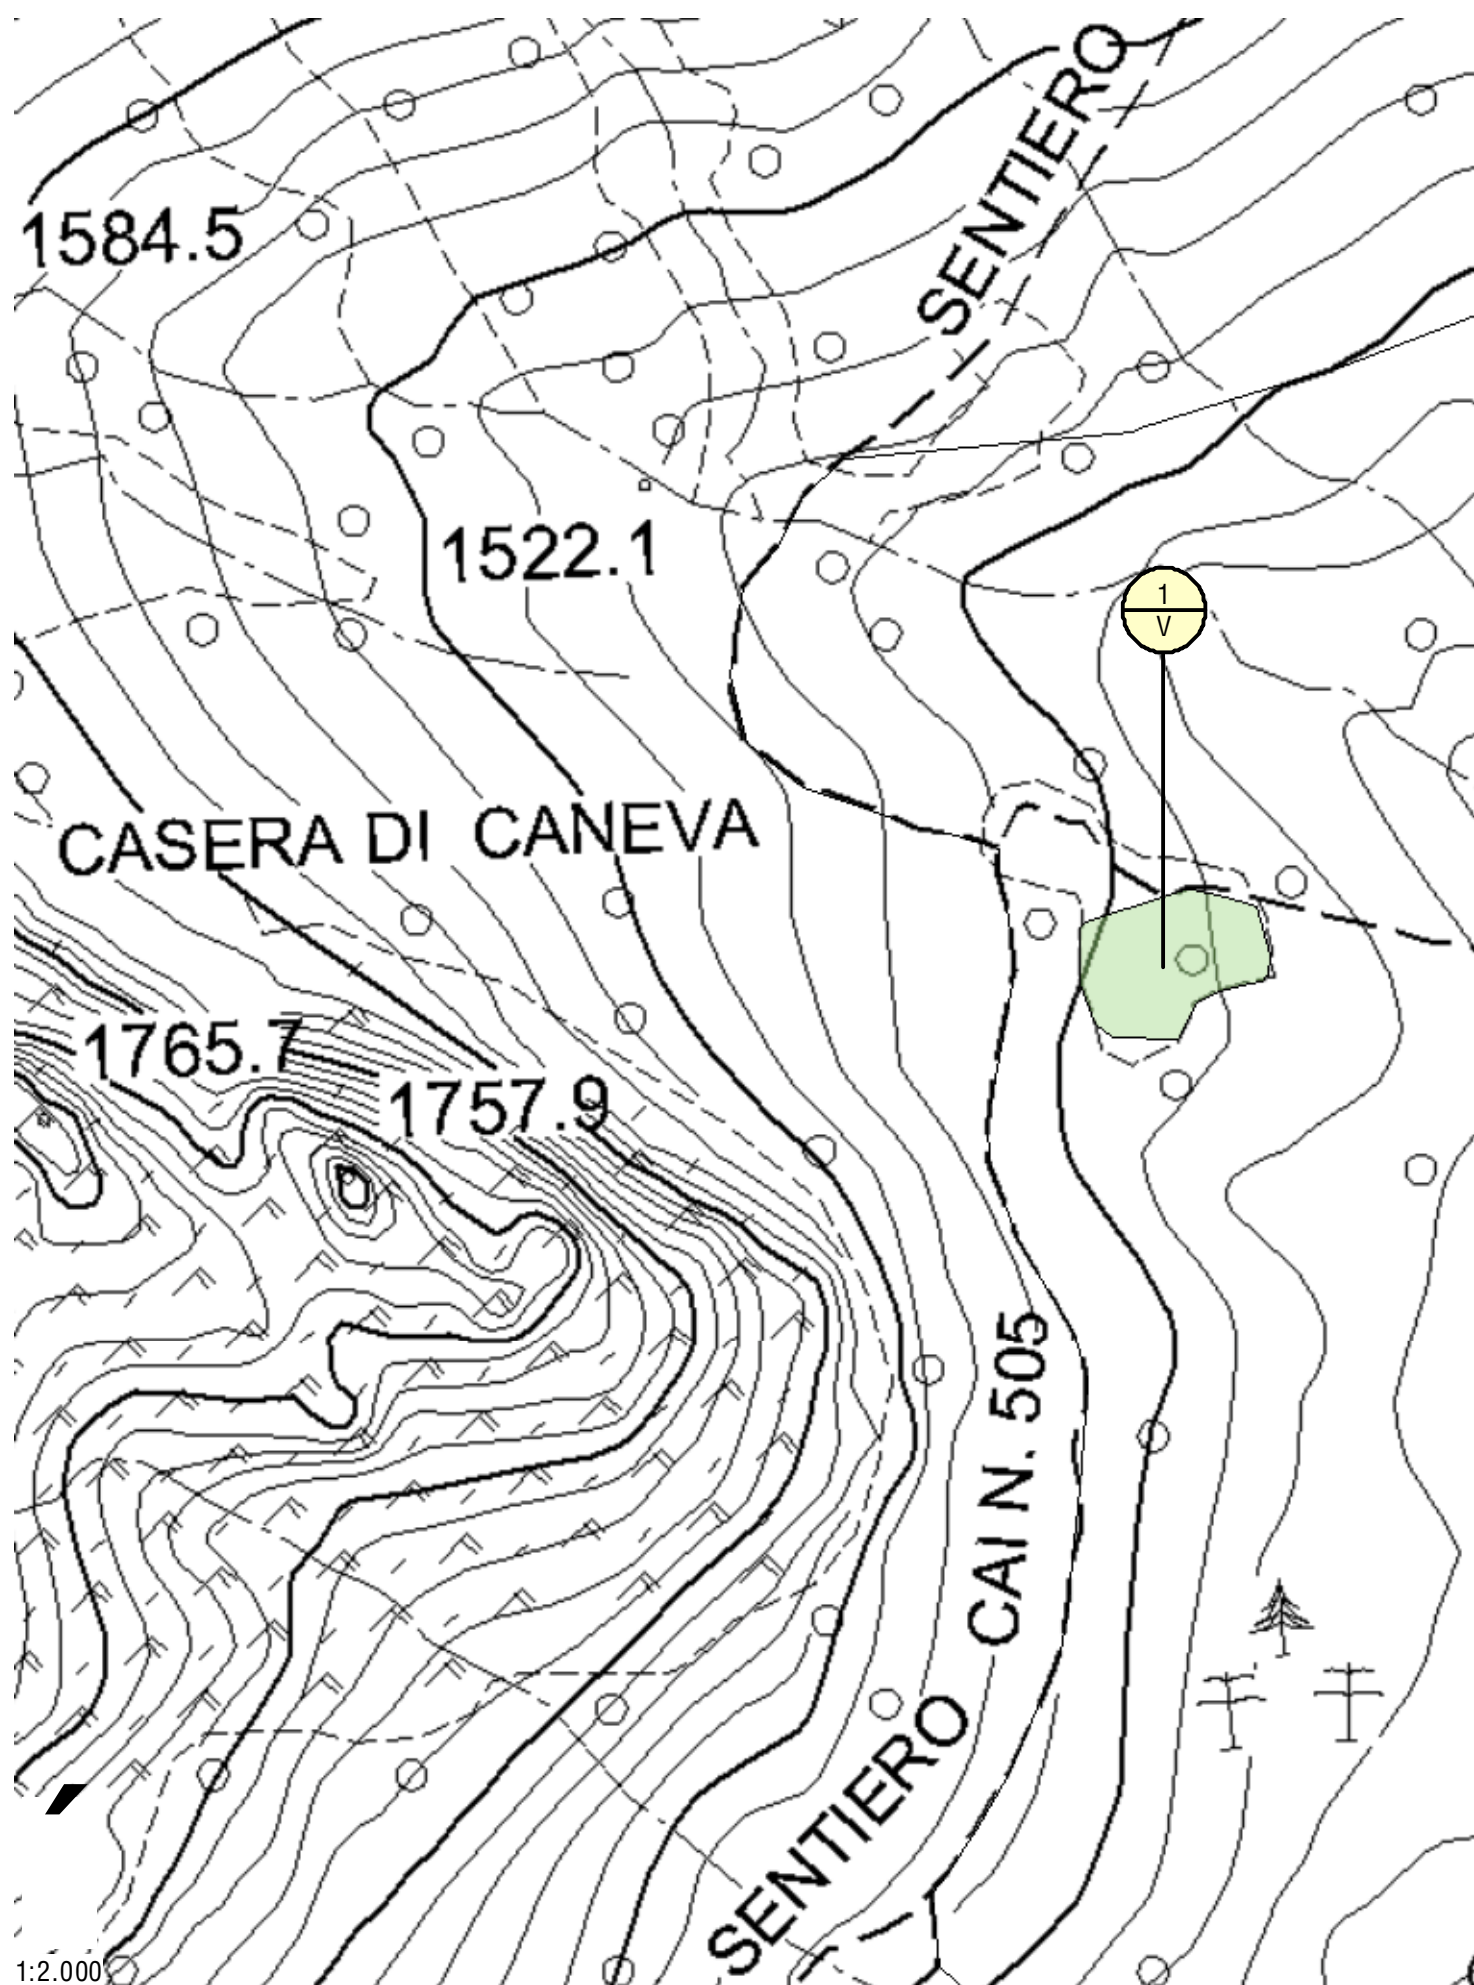 SENTIERO
1584.5
1522.1
1
V
CASERA DI CANEVA
1765.7
1757.9
CAI N. 505
SENTIERO
1:2.000